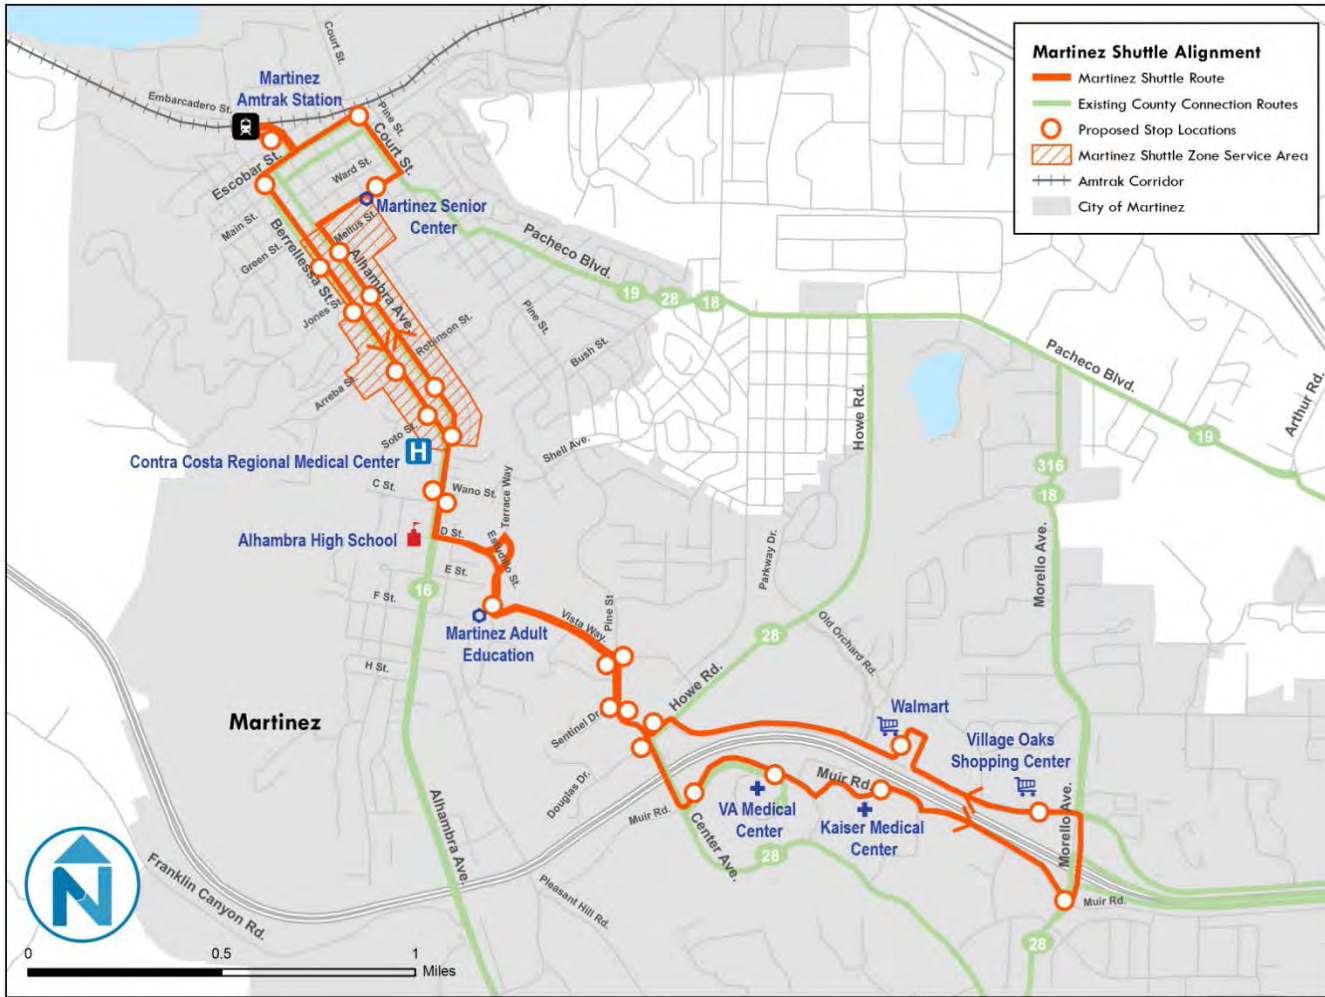 Martinez Shuttle Alignment
Martinez Shuttle Route
Existing County Connection Routes
Proposed Stop Locations
Martinez Shuttle Zone Service Area
Amtrak Corridor
City of Martinez
Court St.
Martinez
Amtrak Station
Embarcadero St.
Pine St.
Court St.
Escobar St.
Ward St.
Martinez Senior
Center
Main St.
Mellus St.
Green St.
Berrellessa St.
Alhambra Ave.
Pacheco Blvd.
19
28
18
Jones St.
Robinson St.
Pine St.
Bush St.
Pacheco Blvd.
Arthur Rd.
Arreba St.
Howe Rd.
19
Soto St.
H
Contra Costa Regional Medical Center
Shell Ave.
316
18
C St.
Wano St.
Terrace Way
Alhambra High School
D St.
Estudillo St.
Parkway Dr.
Morello Ave.
E St.
16
F St.
Vista Way.
Pine St
Martinez Adult
Education
28
Old Orchard Rd.
H St.
Howe Rd.
Martinez
Sentinel Dr.
Walmart
Village Oaks
Shopping Center
Douglas Dr.
Muir Rd.
Muir Rd.
VA Medical
Center
Kaiser Medical
Center
Morello Ave.
Alhambra Ave.
Center Ave.
28
Franklin Canyon Rd.
Pleasant Hill Rd.
Muir Rd.
28
N
0
0.5
1
Miles